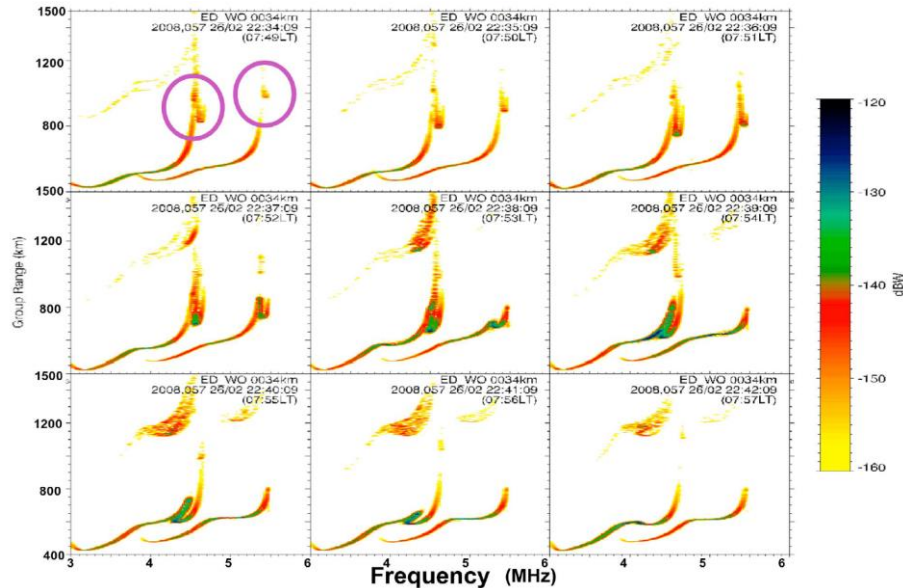 1500
1200
800
1500
1200
800
1500
1200
800
400
Group Range (km)
ED_WO 0034km
2008,057 26/02 22:34:09
(07:49LT)
ED_WO 0034km
2008,057 26/02 22:35:09
(07:50LT)
ED_WO 0034km
2008,057 26/02 22:36:09
(07:51LT)
ED_WO 0034km
2008,057 26/02 22:37:09
(07:52LT)
ED_WO 0034km
2008,057 26/02 22:38:09
(07:53LT)
ED_WO 0034km
2008,057 26/02 22:39:09
(07:54LT)
ED_WO 0034km
2008,057 26/02 22:40:09
(07:55LT)
ED_WO 0034km
2008,057 26/02 22:41:09
(07:56LT)
ED_WO 0034km
2008,057 26/02 22:42:09
(07:57LT)
3 4 5 6 4 5 6 4 5 6
Frequency (MHz)
-120
-130
-140
-150
-160
dBM